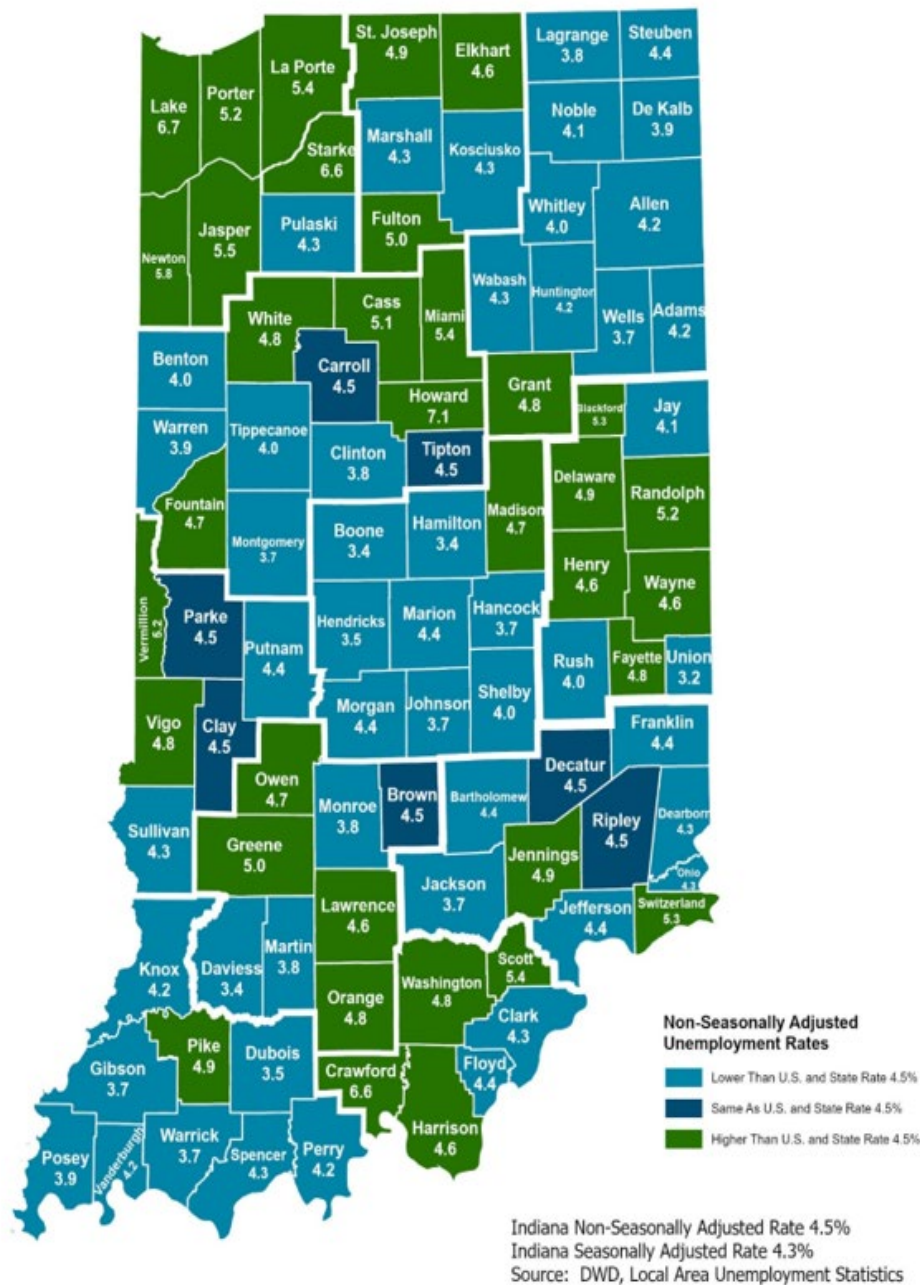 St. Joseph
4.9
Elkhart
4.6
Lagrange
3.8
Steuben
4.4
Lake
6.7
Porter
5.2
La Porte
5.4
Noble
4.1
De Kalb
3.9
Marshall
4.3
Kosciusko
4.3
Starke
6.6
Whitley
4.0
Allen
4.2
Newton
5.8
Jasper
5.5
Pulaski
4.3
Fulton
5.0
Wabash
4.3
Huntington
4.2
Wells
3.7
Adams
4.2
White
4.8
Cass
5.1
Miami
5.4
Benton
4.0
Carroll
4.5
Howard
7.1
Grant
4.8
Blackford
5.3
Jay
4.1
Warren
3.9
Tippecanoe
4.0
Clinton
3.8
Tipton
4.5
Delaware
4.9
Randolph
5.2
Fountain
4.7
Montgomery
3.7
Boone
3.4
Hamilton
3.4
Madison
4.7
Henry
4.6
Wayne
4.6
Vermillion
5.2
Parke
4.5
Putnam
4.4
Hendricks
3.5
Marion
4.4
Hancock
3.7
Rush
4.0
Fayette
4.8
Union
3.2
Vigo
4.8
Clay
4.5
Morgan
4.4
Johnson
3.7
Shelby
4.0
Franklin
4.4
Owen
4.7
Monroe
3.8
Brown
4.5
Bartholomew
4.4
Decatur
4.5
Ripley
4.5
Dearborn
4.3
Ohio
4.3
Sullivan
4.3
Greene
5.0
Jackson
3.7
Jennings
4.9
Jefferson
4.4
Switzerland
5.3
Knox
4.2
Daviess
3.4
Martin
3.8
Lawrence
4.6
Orange
4.8
Washington
4.8
Scott
5.4
Clark
4.3
Floyd
4.4
Gibson
3.7
Pike
4.9
Dubois
3.5
Crawford
6.6
Harrison
4.6
Posey
3.9
Vanderburgh
4.2
Warrick
3.7
Spencer
4.3
Perry
4.2
Non-Seasonally Adjusted
Unemployment Rates
Lower Than U.S. and State Rate 4.5%
Same As U.S. and State Rate 4.5%
Higher Than U.S. and State Rate 4.5%
Indiana Non-Seasonally Adjusted Rate 4.5%
Indiana Seasonally Adjusted Rate 4.3%
Source: DWD, Local Area Unemployment Statistics